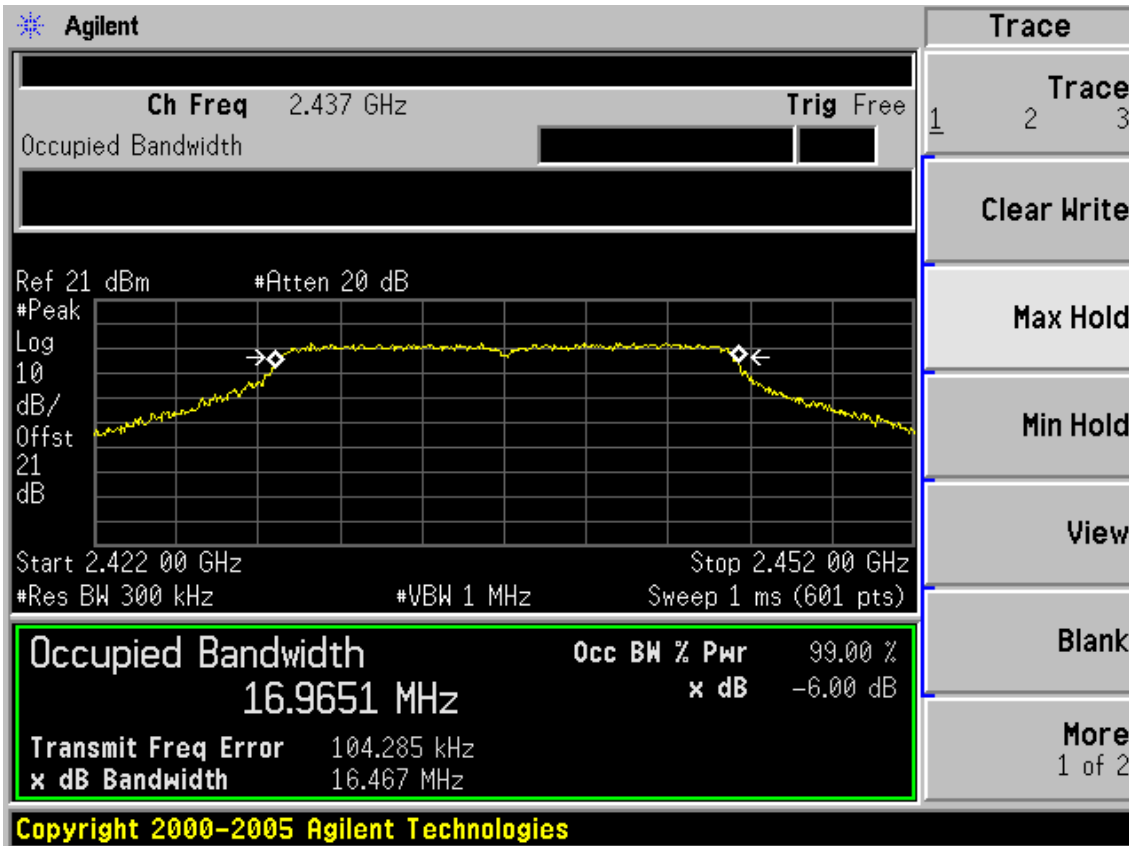 Agilent
Trace
Ch Freq 2.437 GHz Trig Free
Occupied Bandwidth
Trace
1 2 3
Clear Write
Max Hold
Min Hold
View
Blank
More
1 of 2
Ref 21 dBm #Atten 20 dB
#Peak
Log
10
dB/
Offst
21
dB
Start 2.422 00 GHz Stop 2.452 00 GHz
#Res BW 300 kHz #VBW 1 MHz Sweep 1 ms (601 pts)
Occupied Bandwidth Occ BW % Pwr 99.00 %
16.9651 MHz x dB -6.00 dB
Transmit Freq Error 104.285 kHz
x dB Bandwidth 16.467 MHz
Copyright 2000-2005 Agilent Technologies